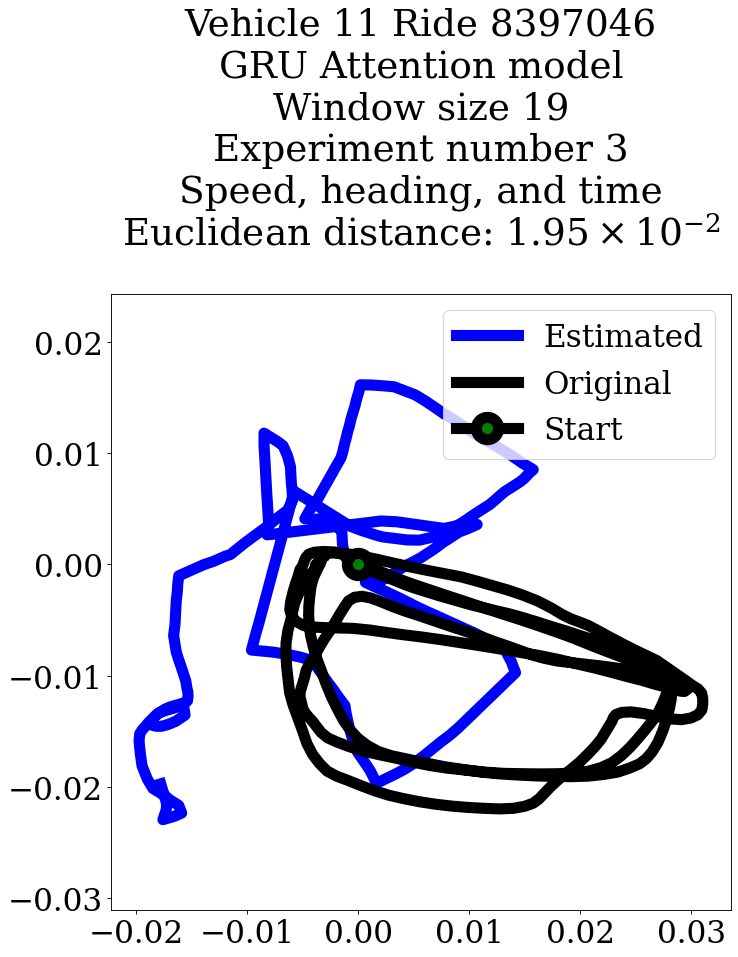 Vehicle 11 Ride 8397046
GRU Attention model
Window size 19
Experiment number 3
Speed, heading, and time
Euclidean distance: 1.95 × 10⁻²
Estimated
Original
Start
0.02
0.01
0.00
−0.01
−0.02
−0.03
−0.02 −0.01 0.00 0.01 0.02 0.03